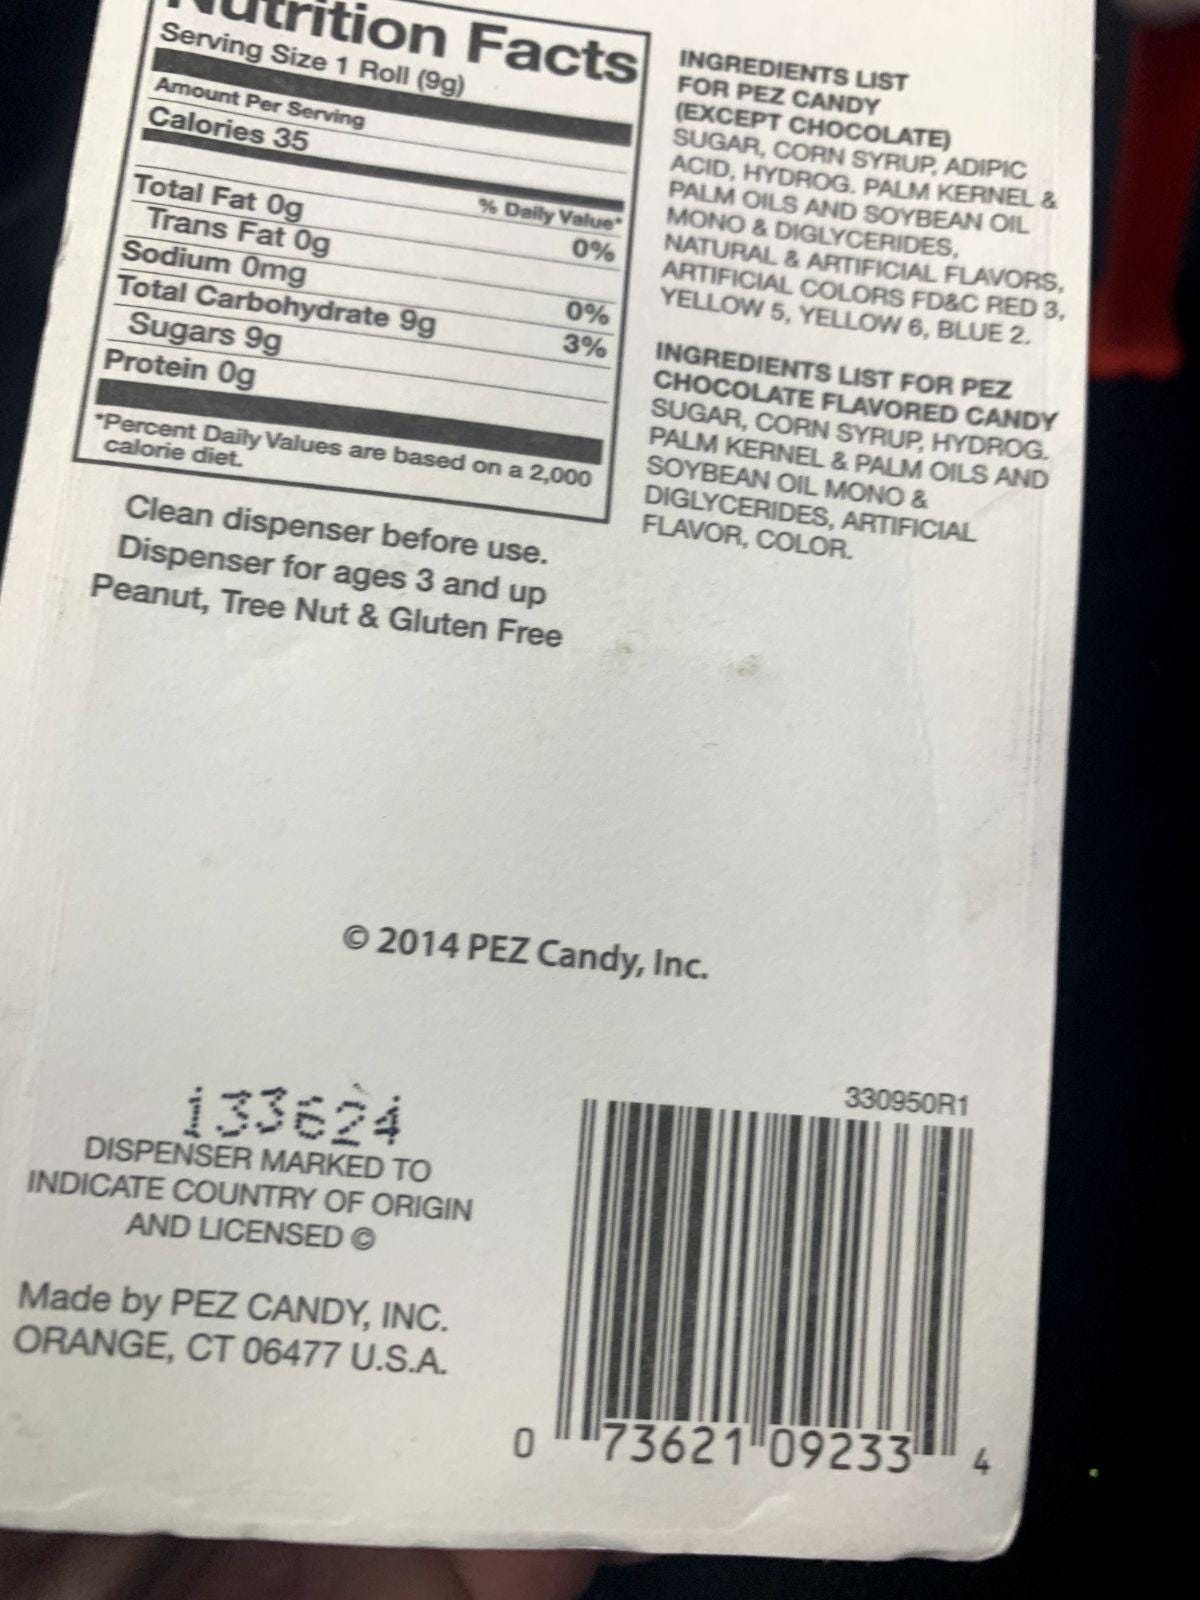 Nutrition Facts
Serving Size 1 Roll (9g)
Amount Per Serving
Calories 35
% Daily Value*
Total Fat 0g 0%
Trans Fat 0g
Sodium 0mg 0%
Total Carbohydrate 9g 3%
Sugars 9g
Protein 0g
*Percent Daily Values are based on a 2,000
calorie diet.
Clean dispenser before use.
Dispenser for ages 3 and up
Peanut, Tree Nut & Gluten Free
INGREDIENTS LIST
FOR PEZ CANDY
(EXCEPT CHOCOLATE)
SUGAR, CORN SYRUP, ADIPIC
ACID, HYDROG. PALM KERNEL &
PALM OILS AND SOYBEAN OIL
MONO & DIGLYCERIDES,
NATURAL & ARTIFICIAL FLAVORS,
ARTIFICIAL COLORS FD&C RED 3,
YELLOW 5, YELLOW 6, BLUE 2.
INGREDIENTS LIST FOR PEZ
CHOCOLATE FLAVORED CANDY
SUGAR, CORN SYRUP, HYDROG.
PALM KERNEL & PALM OILS AND
SOYBEAN OIL MONO &
DIGLYCERIDES, ARTIFICIAL
FLAVOR, COLOR.
© 2014 PEZ Candy, Inc.
133624
DISPENSER MARKED TO
INDICATE COUNTRY OF ORIGIN
AND LICENSED ©
Made by PEZ CANDY, INC.
ORANGE, CT 06477 U.S.A.
330950R1
0 73621 09233 4